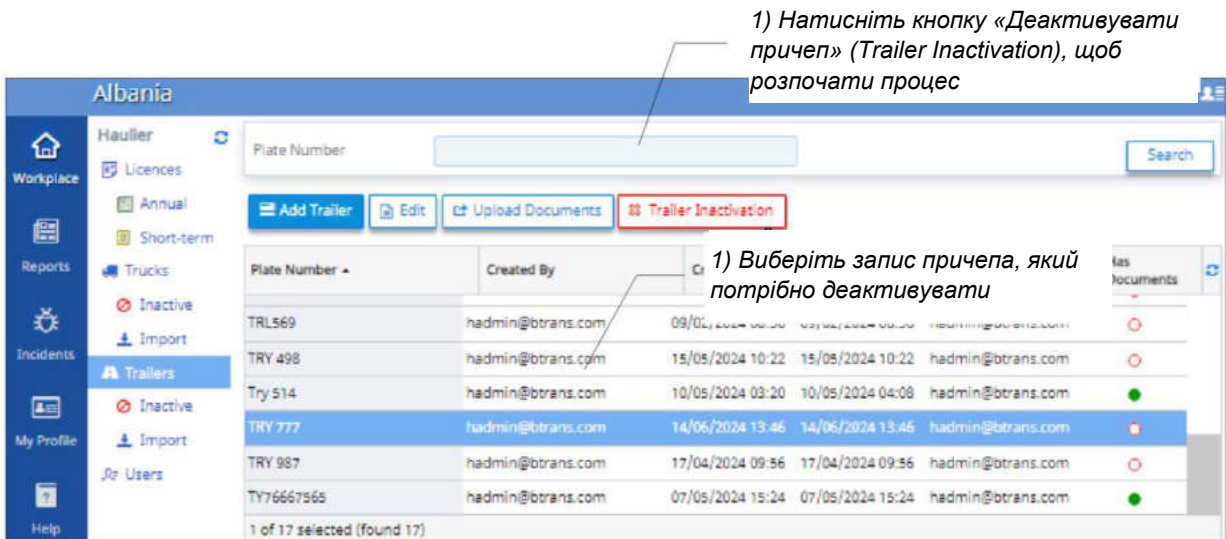 1) Натисніть кнопку «Деактивувати
причеп» (Trailer Inactivation), щоб
розпочати процес
Albania
Workplace
Reports
Incidents
My Profile
Help
Haulier
Licences
Annual
Short-term
Trucks
Inactive
Import
Trailers
Inactive
Import
Users
Plate Number
Search
Add Trailer Edit Upload Documents Trailer Inactivation
1) Виберіть запис причепа, який
потрібно деактивувати
Plate Number Created By
Documents
TRL569 hadmin@btrans.com
TRY 498 hadmin@btrans.com 15/05/2024 10:22 15/05/2024 10:22 hadmin@btrans.com
Try 514 hadmin@btrans.com 10/05/2024 03:20 10/05/2024 04:08 hadmin@btrans.com
TRY 777 hadmin@btrans.com 14/06/2024 13:46 14/06/2024 13:46 hadmin@btrans.com
TRY 987 hadmin@btrans.com 17/04/2024 09:56 17/04/2024 09:56 hadmin@btrans.com
TY76667565 hadmin@btrans.com 07/05/2024 15:24 07/05/2024 15:24 hadmin@btrans.com
1 of 17 selected (found 17)